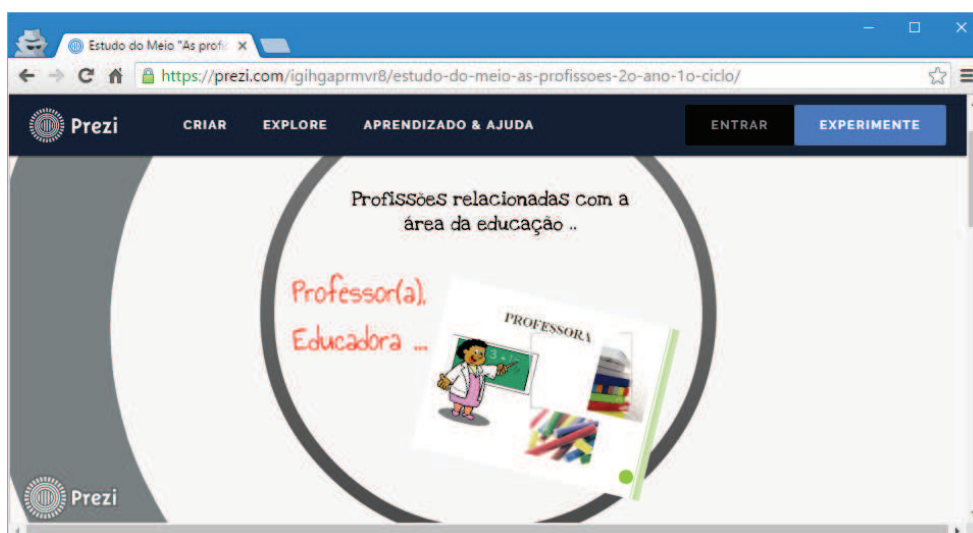 Estudo do Meio "As profis
https://prezi.com/igihgaprmvr8/estudo-do-meio-as-profissoes-2o-ano-1o-ciclo/
Prezi CRIAR EXPLORE APRENDIZADO & AJUDA ENTRAR EXPERIMENTE
Profissões relacionadas com a
área da educação ..
Professor(a),
Educadora ...
PROFESSORA
Prezi